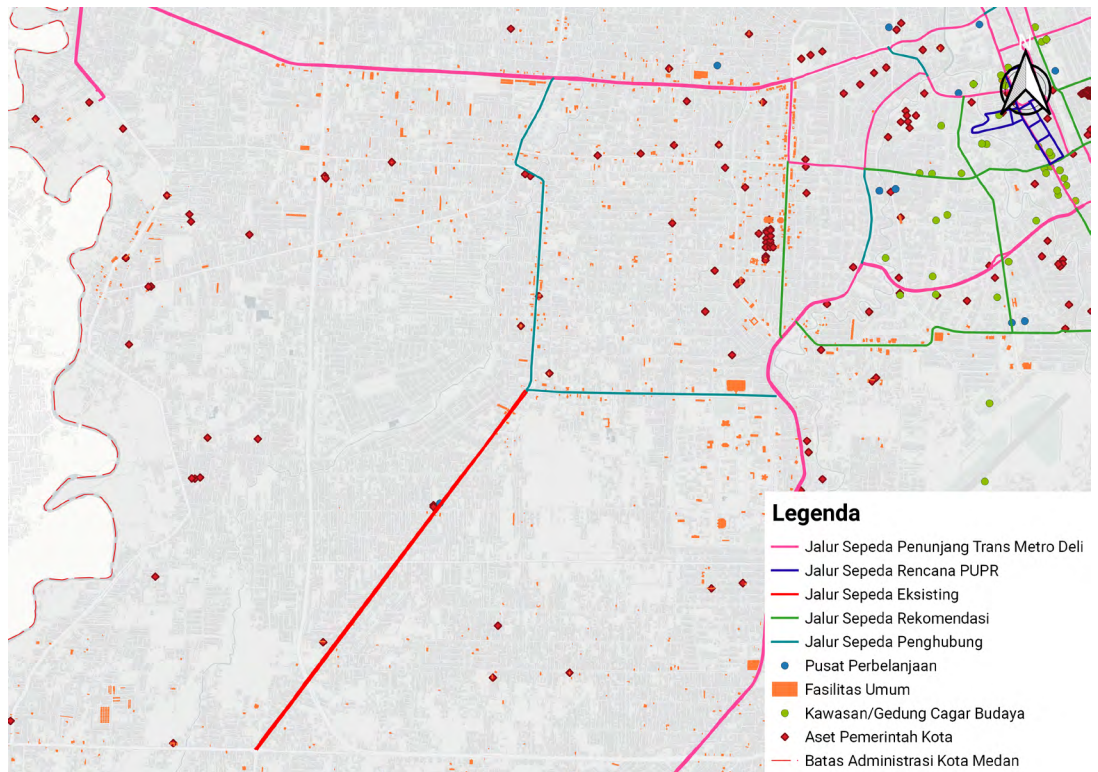 Legenda
Jalur Sepeda Penunjang Trans Metro Deli
Jalur Sepeda Rencana PUPR
Jalur Sepeda Eksisting
Jalur Sepeda Rekomendasi
Jalur Sepeda Penghubung
Pusat Perbelanjaan
Fasilitas Umum
Kawasan/Gedung Cagar Budaya
Aset Pemerintah Kota
Batas Administrasi Kota Medan